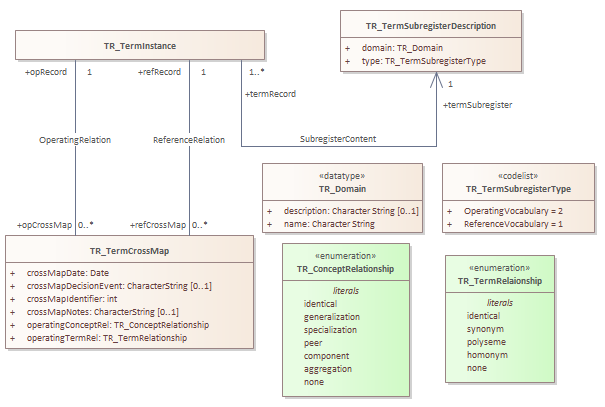 TR_TermInstance
TR_TermSubregisterDescription
+ domain: TR_Domain
+ type: TR_TermSubregisterType
+opRecord 1 +refRecord 1 1..*
+termRecord
1
+termSubregister
OperatingRelation ReferenceRelation SubregisterContent
«datatype»
TR_Domain
+ description: Character String [0..1]
+ name: Character String
«codelist»
TR_TermSubregisterType
+ OperatingVocabulary = 2
+ ReferenceVocabulary = 1
+opCrossMap 0..* +refCrossMap 0..*
TR_TermCrossMap
+ crossMapDate: Date
+ crossMapDecisionEvent: CharacterString [0..1]
+ crossMapIdentifier: int
+ crossMapNotes: CharacterString [0..1]
+ operatingConceptRel: TR_ConceptRelationship
+ operatingTermRel: TR_TermRelationship
«enumeration»
TR_ConceptRelationship
literals
identical
generalization
specialization
peer
component
aggregation
none
«enumeration»
TR_TermRelaionship
literals
identical
synonym
polyseme
homonym
none